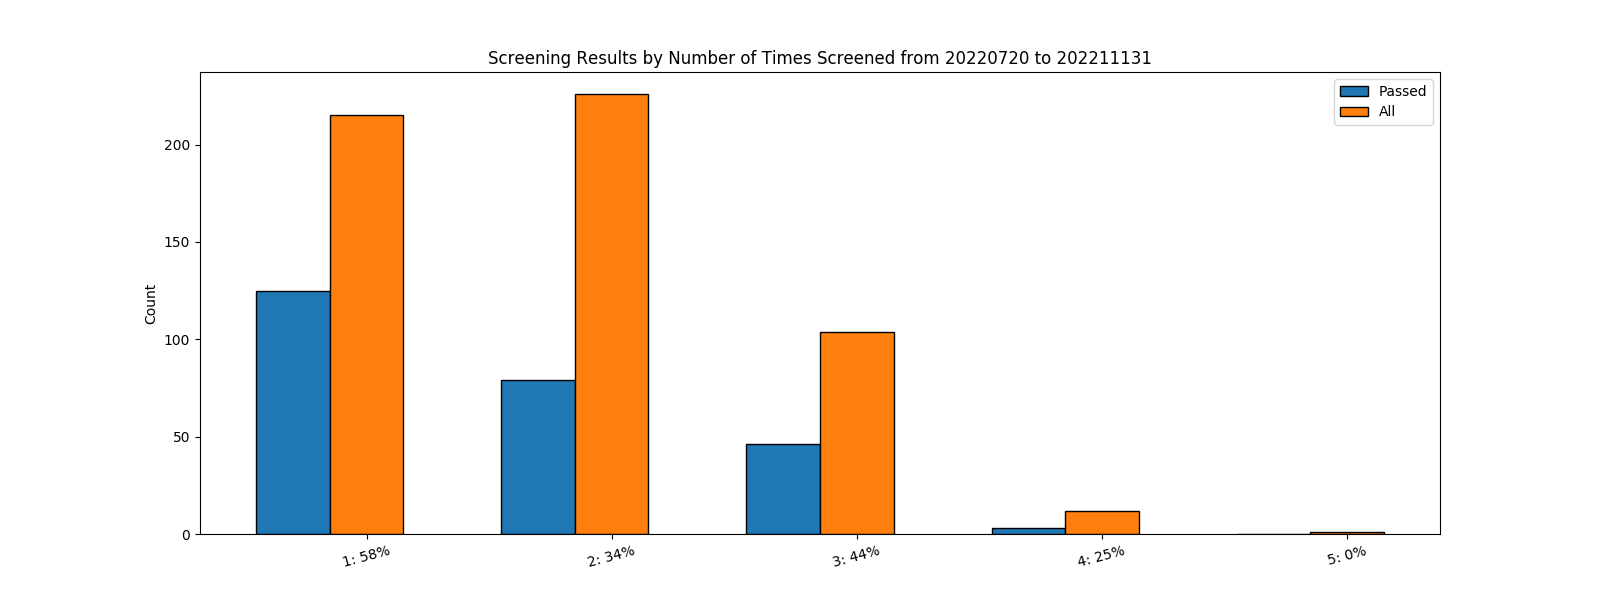 Screening Results by Number of Times Screened from 20220720 to 202211131
Passed
All
Count
200
150
100
50
0
1: 58%
2: 34%
3: 44%
4: 25%
5: 0%